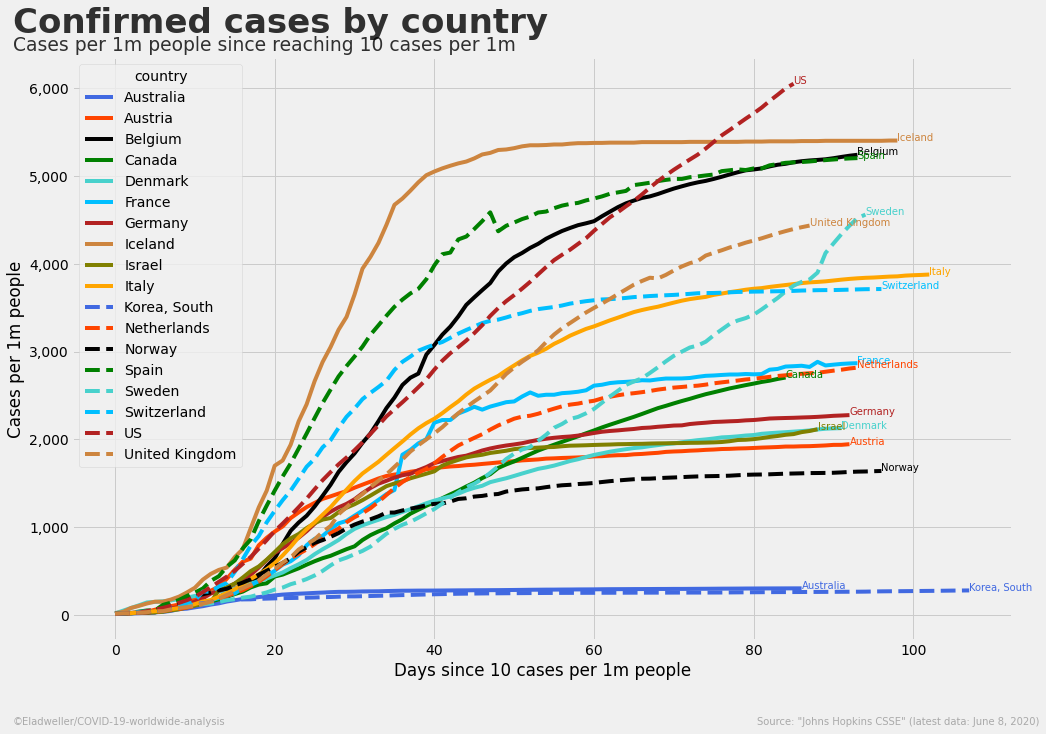 Confirmed cases by country
Cases per 1m people since reaching 10 cases per 1m
country
Australia
Austria
Belgium
Canada
Denmark
France
Germany
Iceland
Israel
Italy
Korea, South
Netherlands
Norway
Spain
Sweden
Switzerland
US
United Kingdom
Cases per 1m people
6,000
5,000
4,000
3,000
2,000
1,000
0
US
Iceland
Belgium
Spain
Sweden
United Kingdom
Italy
Switzerland
France
Netherlands
Canada
Germany
Israel
Denmark
Austria
Norway
Australia
Korea, South
0 20 40 60 80 100
Days since 10 cases per 1m people
©Eladweller/COVID-19-worldwide-analysis
Source: "Johns Hopkins CSSE" (latest data: June 8, 2020)